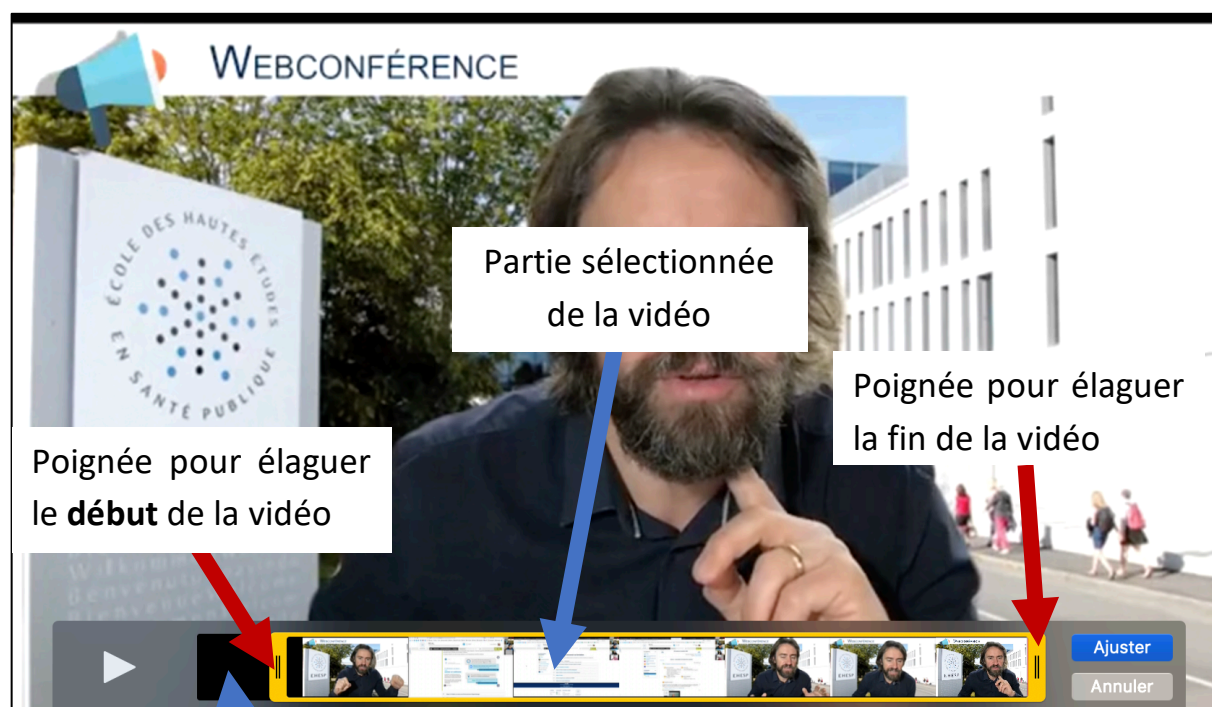 WEBCONFÉRENCE
ÉCOLE DES HAUTES ÉTUDES
EN SANTÉ PUBLIQUE
Partie sélectionnée
de la vidéo
Poignée pour élaguer
la fin de la vidéo
Poignée pour élaguer
le début de la vidéo
Ajuster
Annuler